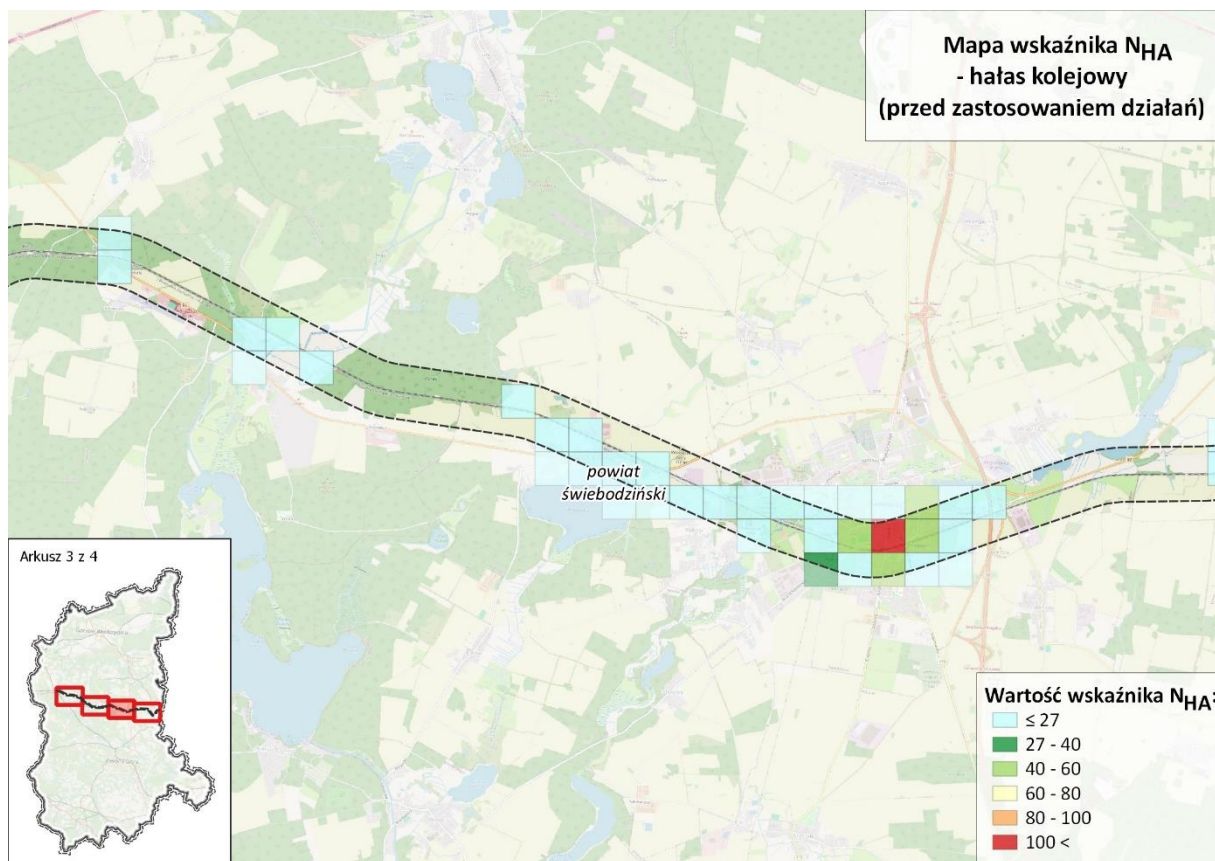 Mapa wskaźnika NHA
- hałas kolejowy
(przed zastosowaniem działań)
powiat
świebodziński
Arkusz 3 z 4
Wartość wskaźnika NHA:
≤ 27
27 - 40
40 - 60
60 - 80
80 - 100
100 <